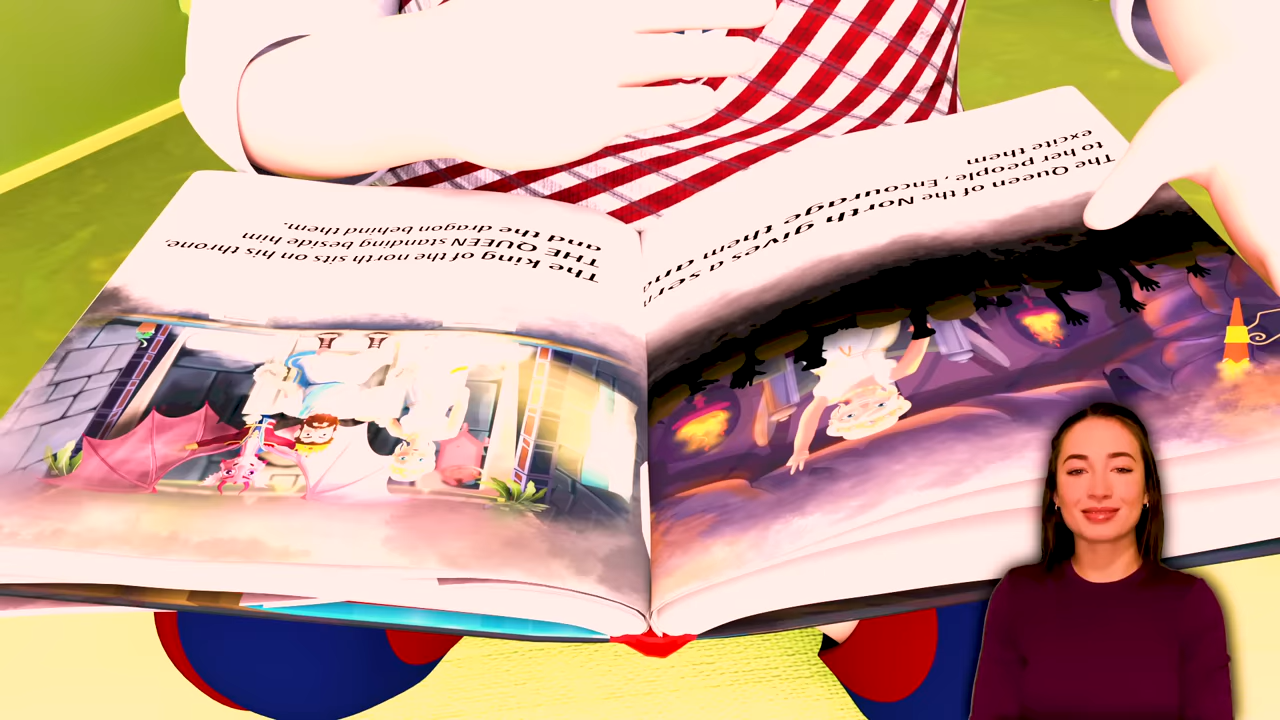 The king of the north sits on his throne,
THE QUEEN standing beside him
and the dragon behind them.
The Queen of the North gives a
to her people, Encourage them and
excite them